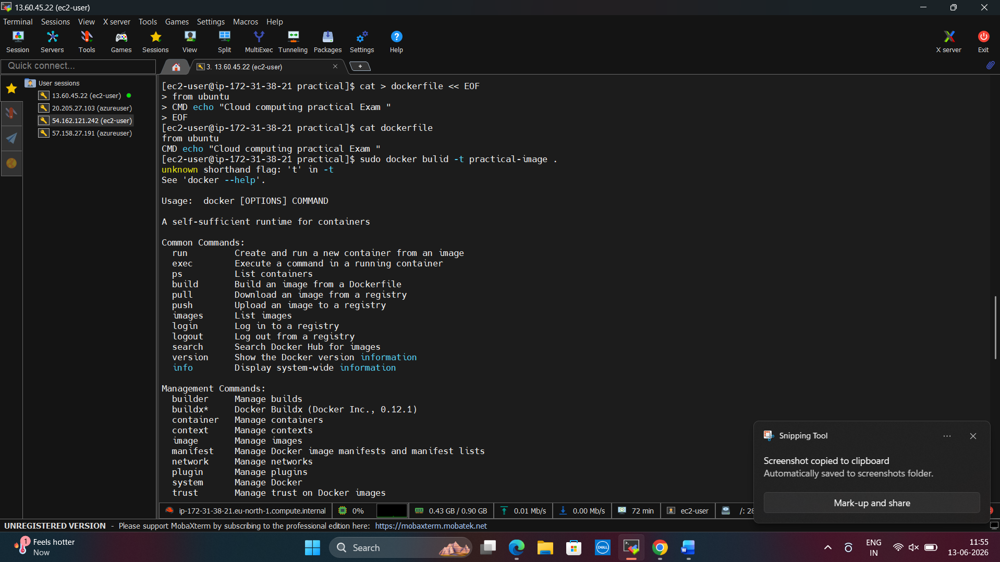 13.60.45.22 (ec2-user)
Terminal Sessions View X server Tools Games Settings Macros Help
Session Servers Tools Games Sessions View Split MultiExec Tunneling Packages Settings Help X server Exit
Quick connect...
3. 13.60.45.22 (ec2-user)
User sessions
13.60.45.22 (ec2-user)
20.205.27.103 (azureuser)
54.162.121.242 (ec2-user)
57.158.27.191 (azureuser)
[ec2-user@ip-172-31-38-21 practical]$ cat > dockerfile << EOF
> from ubuntu
> CMD echo "Cloud computing practical Exam "
> EOF
[ec2-user@ip-172-31-38-21 practical]$ cat dockerfile
from ubuntu
CMD echo "Cloud computing practical Exam "
[ec2-user@ip-172-31-38-21 practical]$ sudo docker bulid -t practical-image .
unknown shorthand flag: 't' in -t
See 'docker --help'.
Usage:  docker [OPTIONS] COMMAND
A self-sufficient runtime for containers
Common Commands:
run         Create and run a new container from an image
exec        Execute a command in a running container
ps          List containers
build       Build an image from a Dockerfile
pull        Download an image from a registry
push        Upload an image to a registry
images      List images
login       Log in to a registry
logout      Log out from a registry
search      Search Docker Hub for images
version     Show the Docker version information
info        Display system-wide information
Management Commands:
builder     Manage builds
buildx*     Docker Buildx (Docker Inc., 0.12.1)
container   Manage containers
context     Manage contexts
image       Manage images
manifest    Manage Docker image manifests and manifest lists
network     Manage networks
plugin      Manage plugins
system      Manage Docker
trust       Manage trust on Docker images
Snipping Tool
Screenshot copied to clipboard
Automatically saved to screenshots folder.
Mark-up and share
ip-172-31-38-21.eu-north-1.compute.internal 0% 0.43 GB / 0.90 GB 0.01 Mb/s 0.00 Mb/s 72 min ec2-user /: 28
UNREGISTERED VERSION - Please support MobaXterm by subscribing to the professional edition here: https://mobaxterm.mobatek.net
1
Feels hotter
Now
Search
DELL
W
ENG
IN
11:55
13-06-2026